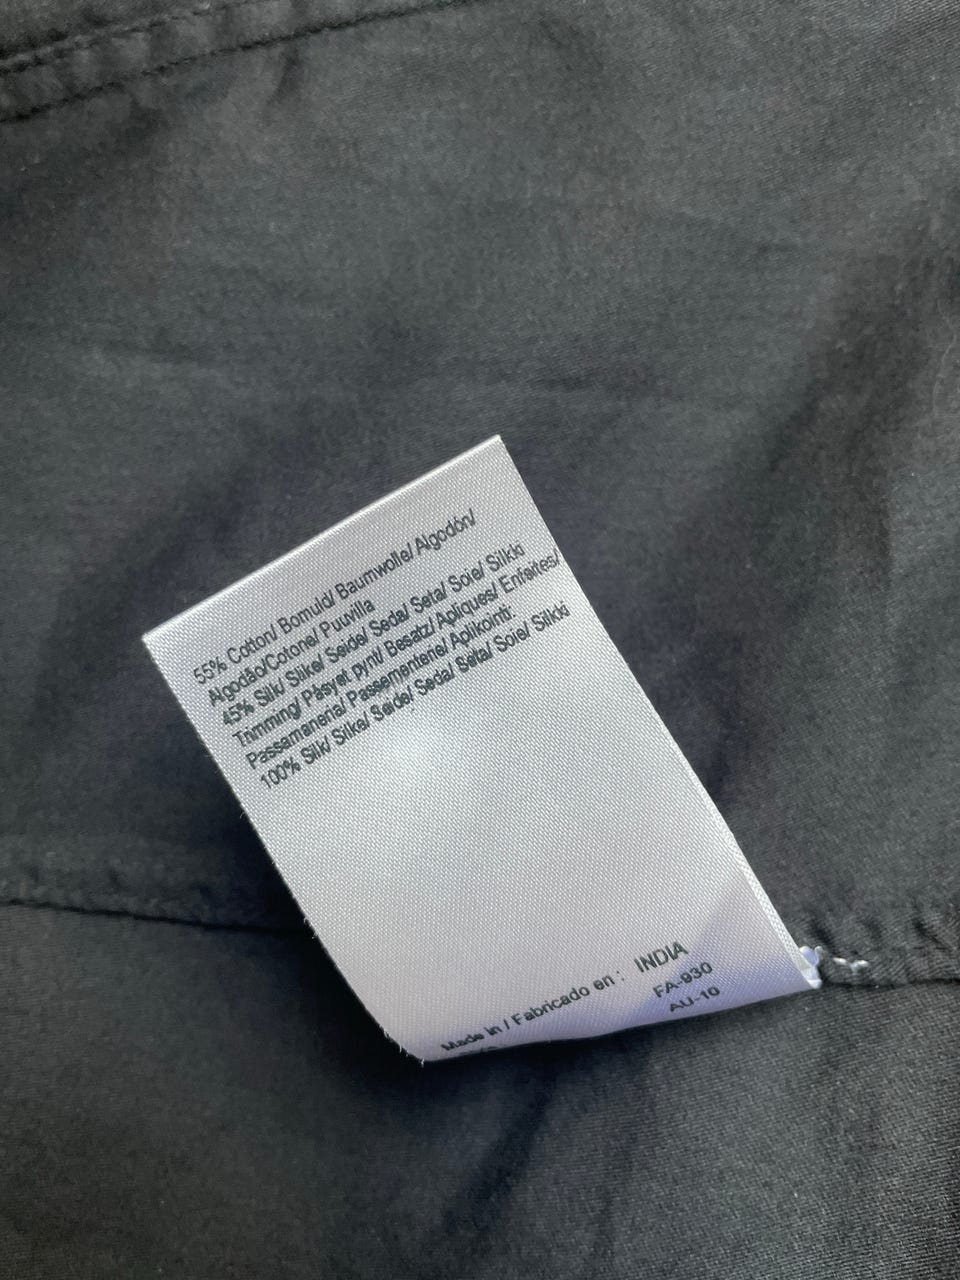 55% Cotton/ Bomuld/ Baumwolle/ Algodón/
Algodão/Cotone/ Puuvilla
45% Silk/ Silke/ Seide/ Seda/ Seta/ Soie/ Silkki
Trimming/ Påsyet pynt/ Besatz/ Apliques/ Enfeites/
Passamaneria/ Passementerie/ Aplikointi:
100% Silk/ Silke/ Seide/ Seda/ Seta/ Soie/ Silkki
Made in / Fabricado en : INDIA
FA-930
AU-10